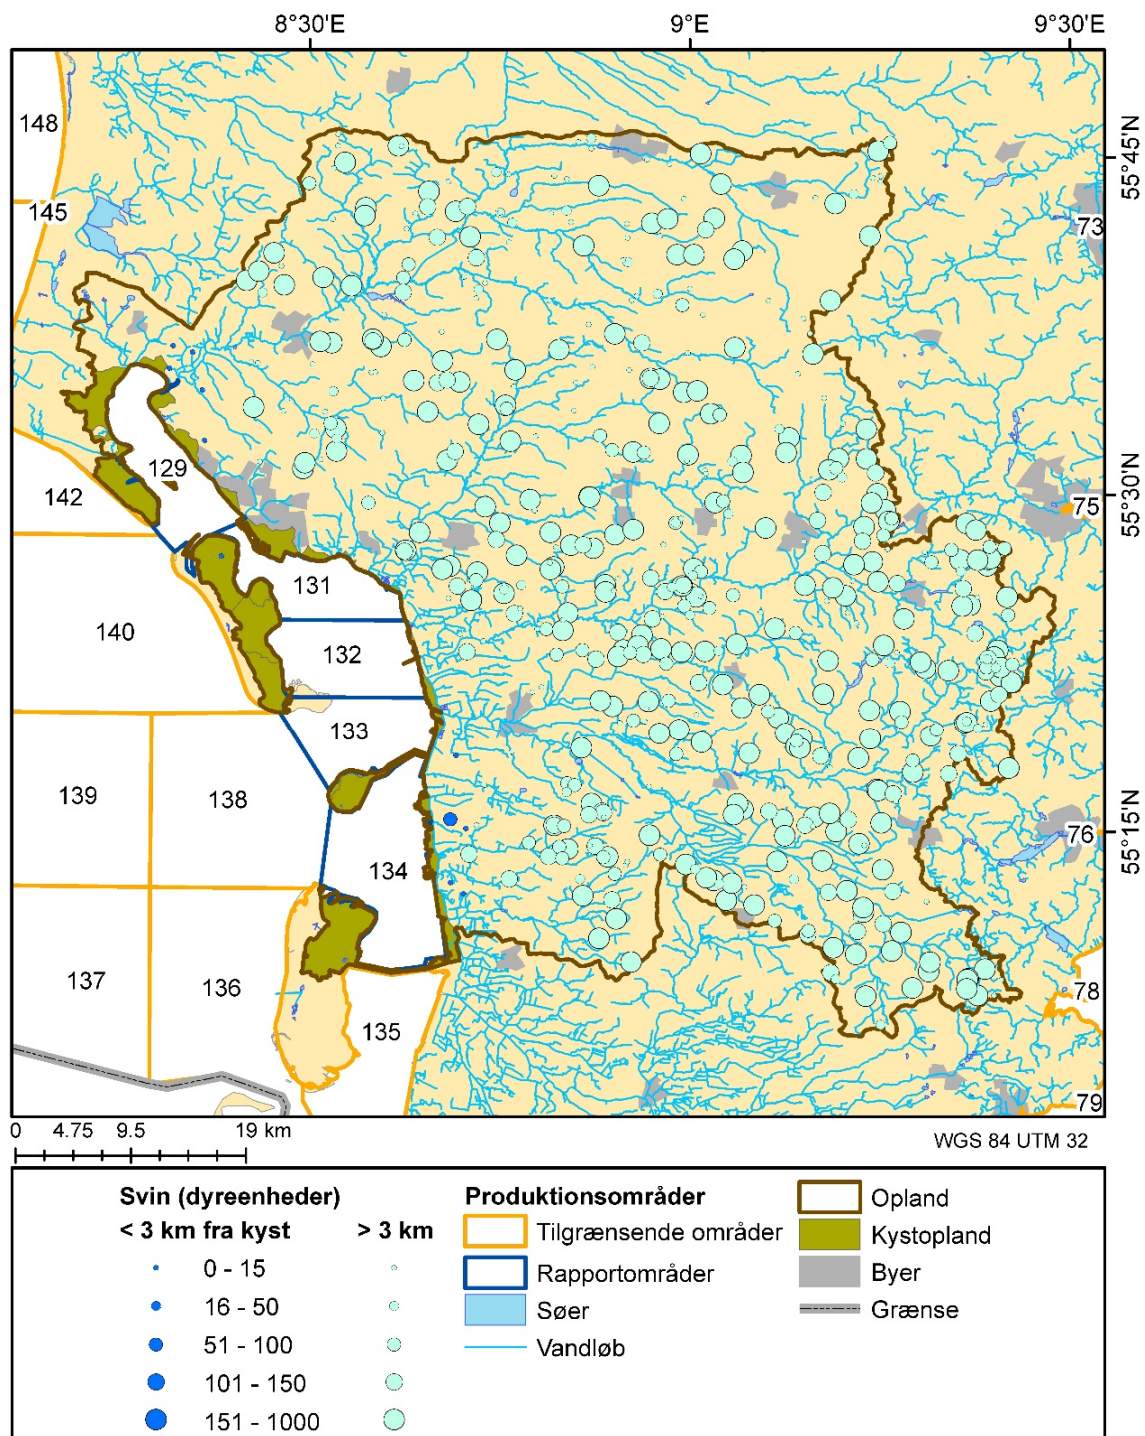 8°30'E 9°E 9°30'E
148
55°45'N
145
73
129
142
55°30'N
75
131
140
132
133
139
138
55°15'N
76
134
137
136
78
135
79
0 4.75 9.5 19 km
WGS 84 UTM 32
Svin (dyreenheder)
< 3 km fra kyst > 3 km
0 - 15
16 - 50
51 - 100
101 - 150
151 - 1000
Produktionsområder
Tilgrænsende områder
Rapportområder
Søer
Vandløb
Opland
Kystopland
Byer
Grænse